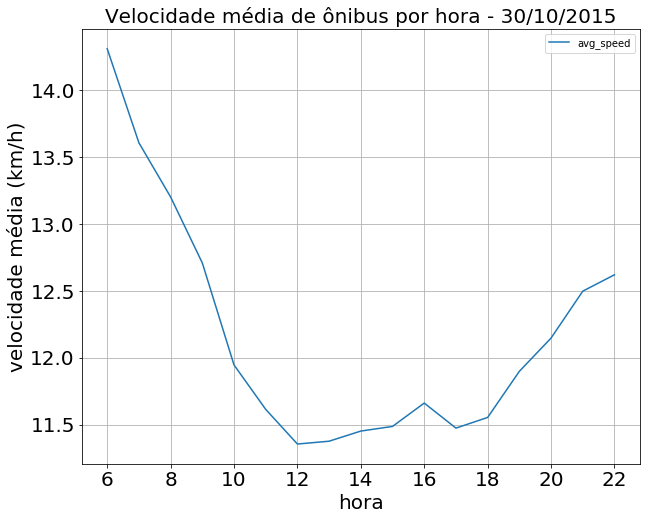 Velocidade média de ônibus por hora - 30/10/2015
avg_speed
14.0
13.5
13.0
12.5
12.0
11.5
velocidade média (km/h)
6 8 10 12 14 16 18 20 22
hora